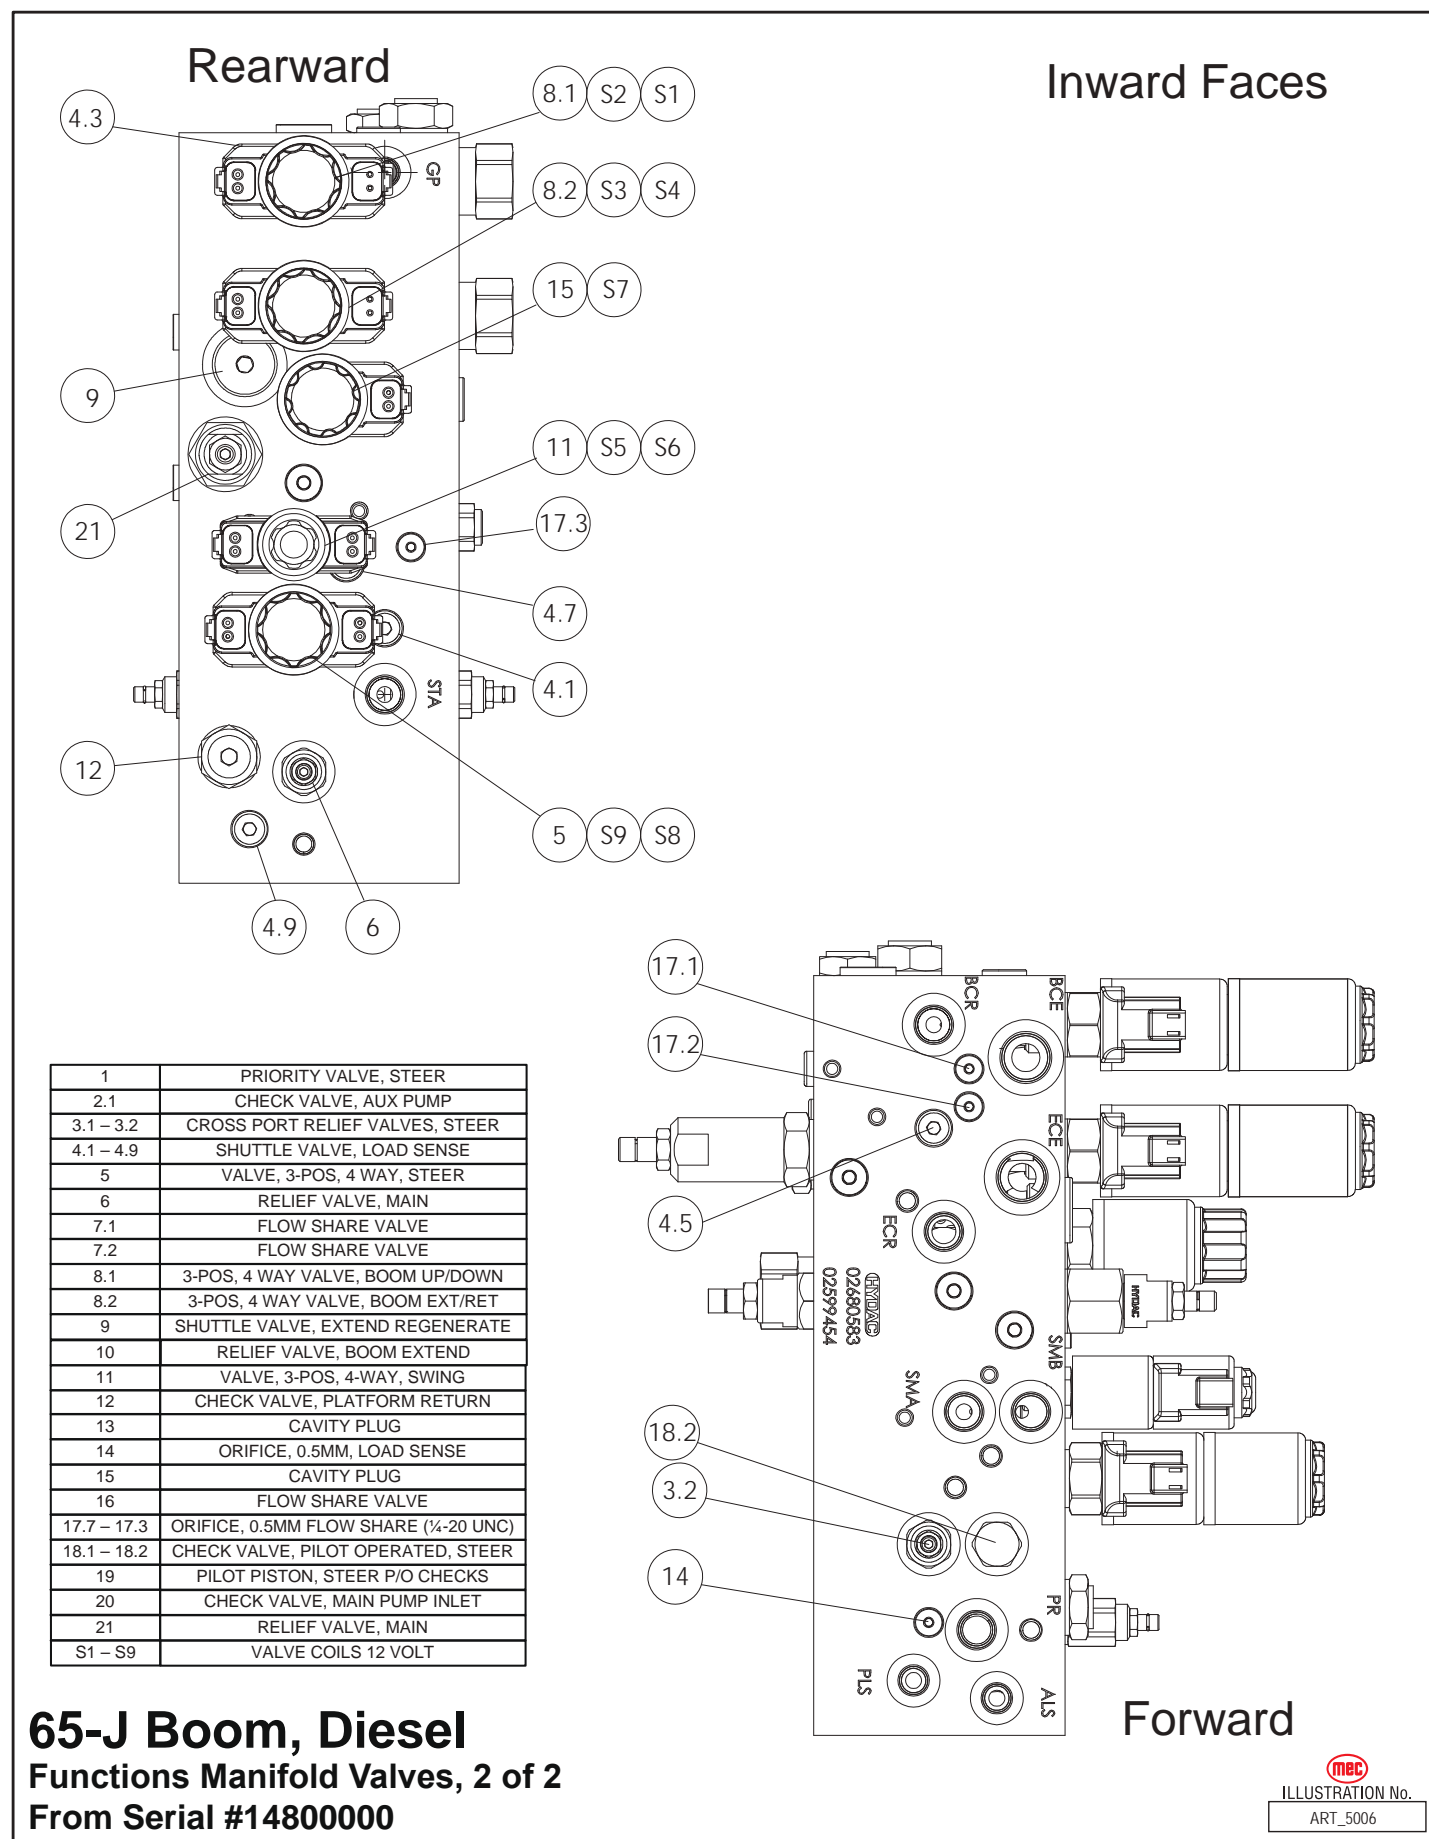 Rearward
Inward Faces
4.3
8.1 S2 S1
GP
8.2 S3 S4
15 S7
9
11 S5 S6
21
17.3
4.7
4.1
STA
12
5 S9 S8
4.9
6
17.1
BCR
BCE
17.2
ECE
4.5
ECR
HYDAC
02680583
02599454
HYDAC
SMB
SMA
18.2
3.2
14
PR
PLS
ALS
1 PRIORITY VALVE, STEER
2.1 CHECK VALVE, AUX PUMP
3.1 – 3.2 CROSS PORT RELIEF VALVES, STEER
4.1 – 4.9 SHUTTLE VALVE, LOAD SENSE
5 VALVE, 3-POS, 4 WAY, STEER
6 RELIEF VALVE, MAIN
7.1 FLOW SHARE VALVE
7.2 FLOW SHARE VALVE
8.1 3-POS, 4 WAY VALVE, BOOM UP/DOWN
8.2 3-POS, 4 WAY VALVE, BOOM EXT/RET
9 SHUTTLE VALVE, EXTEND REGENERATE
10 RELIEF VALVE, BOOM EXTEND
11 VALVE, 3-POS, 4-WAY, SWING
12 CHECK VALVE, PLATFORM RETURN
13 CAVITY PLUG
14 ORIFICE, 0.5MM, LOAD SENSE
15 CAVITY PLUG
16 FLOW SHARE VALVE
17.7 – 17.3 ORIFICE, 0.5MM FLOW SHARE (¼-20 UNC)
18.1 – 18.2 CHECK VALVE, PILOT OPERATED, STEER
19 PILOT PISTON, STEER P/O CHECKS
20 CHECK VALVE, MAIN PUMP INLET
21 RELIEF VALVE, MAIN
S1 – S9 VALVE COILS 12 VOLT
Forward
65-J Boom, Diesel
Functions Manifold Valves, 2 of 2
From Serial #14800000
mec
ILLUSTRATION No.
ART_5006